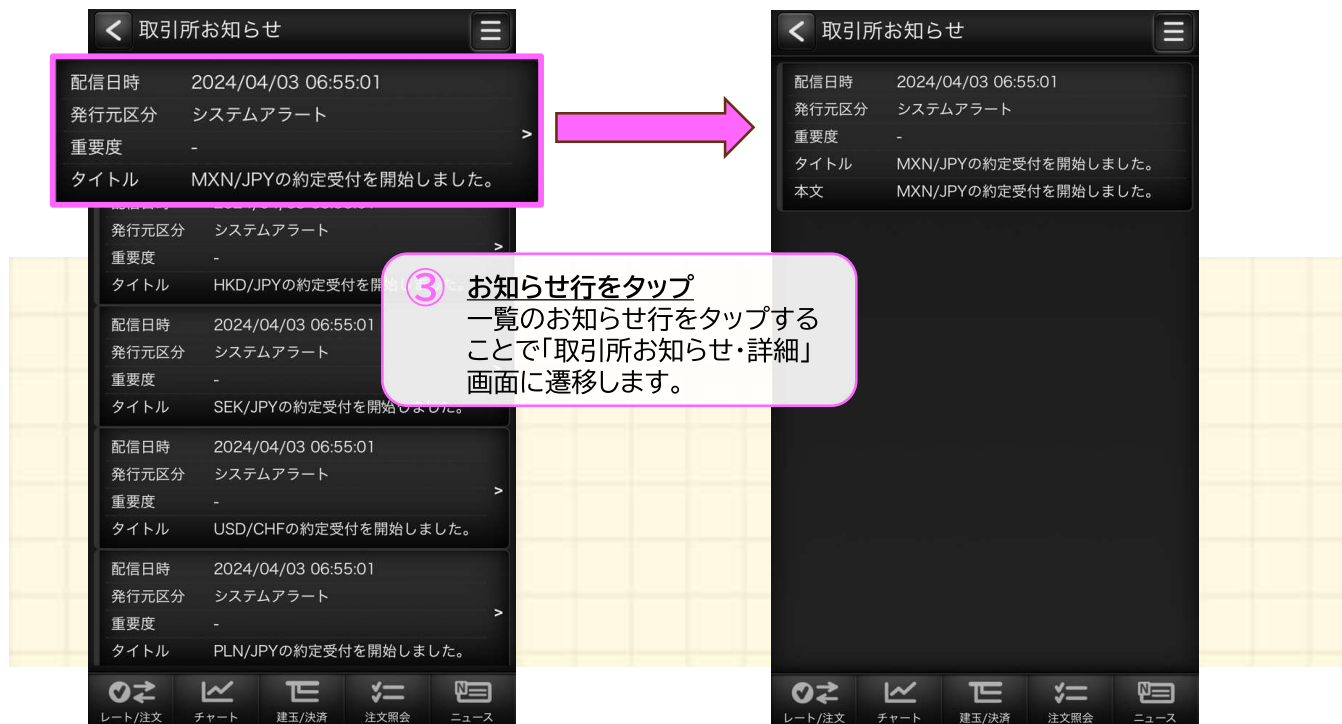 取引所お知らせ
配信日時 2024/04/03 06:55:01
発行元区分 システムアラート
重要度 -
タイトル MXN/JPYの約定受付を開始しました。
発行元区分 システムアラート
重要度 -
タイトル HKD/JPYの約定受付を開始しました。
配信日時 2024/04/03 06:55:01
発行元区分 システムアラート
重要度 -
タイトル SEK/JPYの約定受付を開始しました。
配信日時 2024/04/03 06:55:01
発行元区分 システムアラート
重要度 -
タイトル USD/CHFの約定受付を開始しました。
配信日時 2024/04/03 06:55:01
発行元区分 システムアラート
重要度 -
タイトル PLN/JPYの約定受付を開始しました。
レート/注文 チャート 建玉/決済 注文照会 ニュース
③ お知らせ行をタップ
一覧のお知らせ行をタップする
ことで「取引所お知らせ・詳細」
画面に遷移します。
取引所お知らせ
配信日時 2024/04/03 06:55:01
発行元区分 システムアラート
重要度 -
タイトル MXN/JPYの約定受付を開始しました。
本文 MXN/JPYの約定受付を開始しました。
レート/注文 チャート 建玉/決済 注文照会 ニュース